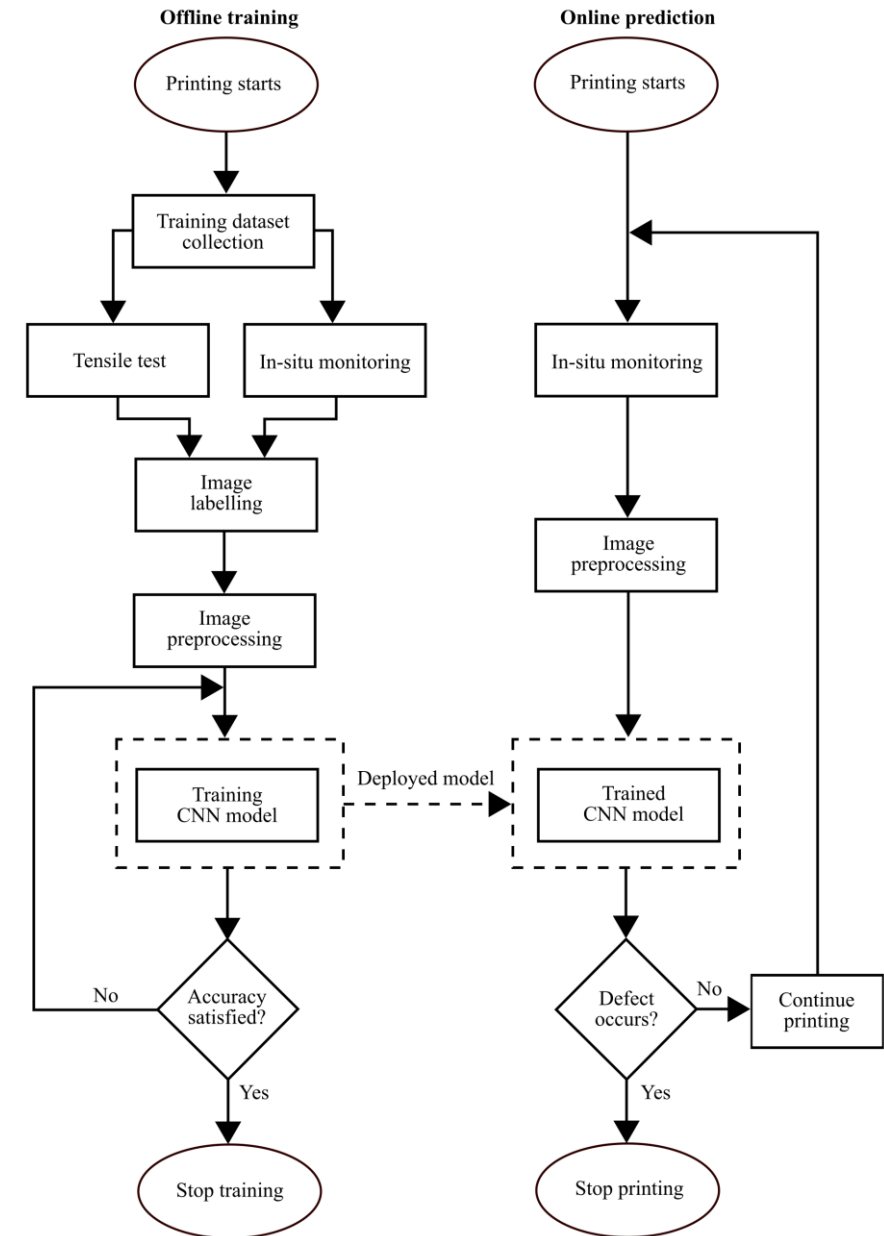 Offline training
Printing starts
Training dataset
collection
Tensile test
In-situ monitoring
Image
labelling
Image
preprocessing
Training
CNN model
Deployed model
No
Accuracy
satisfied?
Yes
Stop training
Online prediction
Printing starts
In-situ monitoring
Image
preprocessing
Trained
CNN model
Defect
occurs?
No
Continue
printing
Yes
Stop printing